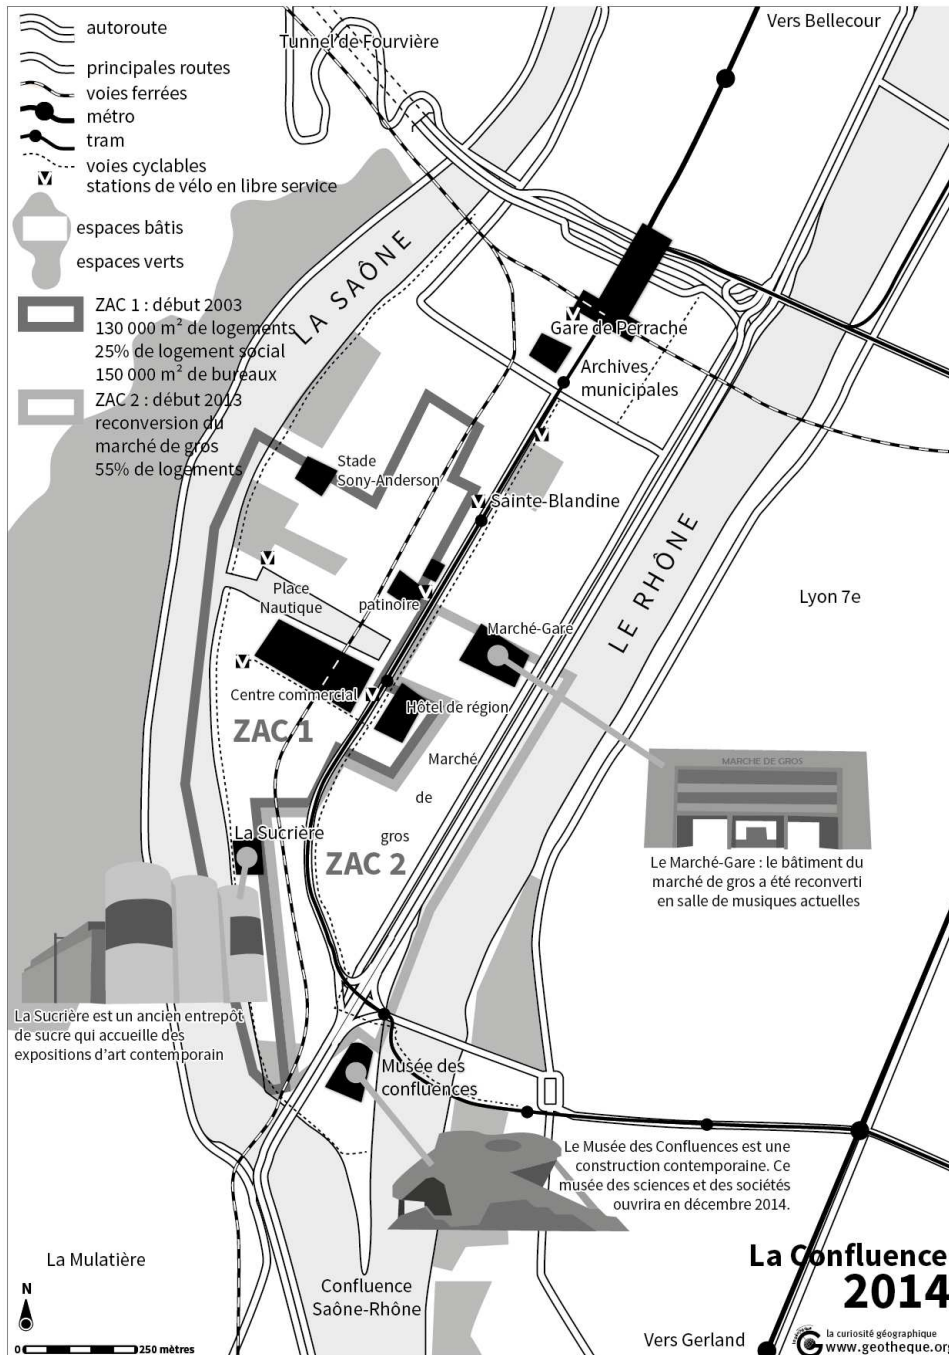 autoroute
principales routes
voies ferrées
métro
tram
voies cyclables
stations de vélo en libre service
espaces bâtis
espaces verts
ZAC 1 : début 2003
130 000 m² de logements
25% de logement social
150 000 m² de bureaux
ZAC 2 : début 2013
reconversion du
marché de gros
55% de logements
Tunnel de Fourvière
Vers Bellecour
LA SAÔNE
Gare de Perrache
Archives
municipales
Stade
Sony-Anderson
Sainte-Blandine
LE RHÔNE
Lyon 7e
Place
Nautique
patinoire
Marché-Gare
Centre commercial
Hôtel de région
ZAC 1
Marché
de
gros
ZAC 2
MARCHE DE GROS
Le Marché-Gare : le bâtiment du
marché de gros a été reconverti
en salle de musiques actuelles
La Sucrière
La Sucrière est un ancien entrepôt
de sucre qui accueille des
expositions d'art contemporain
Musée des
confluences
Le Musée des Confluences est une
construction contemporaine. Ce
musée des sciences et des sociétés
ouvrira en décembre 2014.
La Mulatière
Confluence
Saône-Rhône
Vers Gerland
La Confluence
2014
N
0 250 mètres
la curiosité géographique
www.geotheque.org